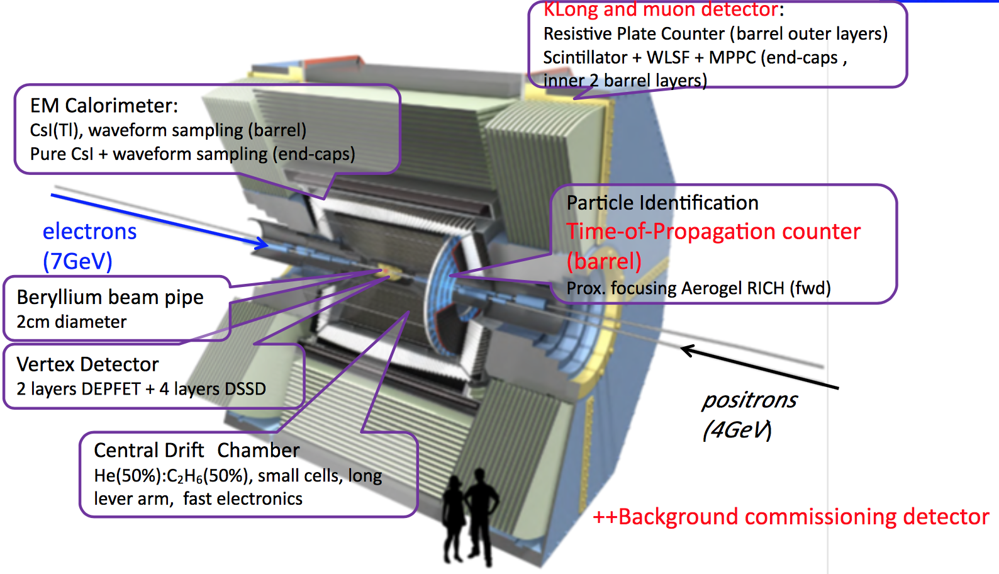 KLong and muon detector:
Resistive Plate Counter (barrel outer layers)
Scintillator + WLSF + MPPC (end-caps ,
inner 2 barrel layers)
EM Calorimeter:
CsI(Tl), waveform sampling (barrel)
Pure CsI + waveform sampling (end-caps)
electrons
(7GeV)
Particle Identification
Time-of-Propagation counter
(barrel)
Prox. focusing Aerogel RICH (fwd)
Beryllium beam pipe
2cm diameter
Vertex Detector
2 layers DEPFET + 4 layers DSSD
positrons
(4GeV)
Central Drift Chamber
He(50%):C₂H₆(50%), small cells, long
lever arm, fast electronics
++Background commissioning detector